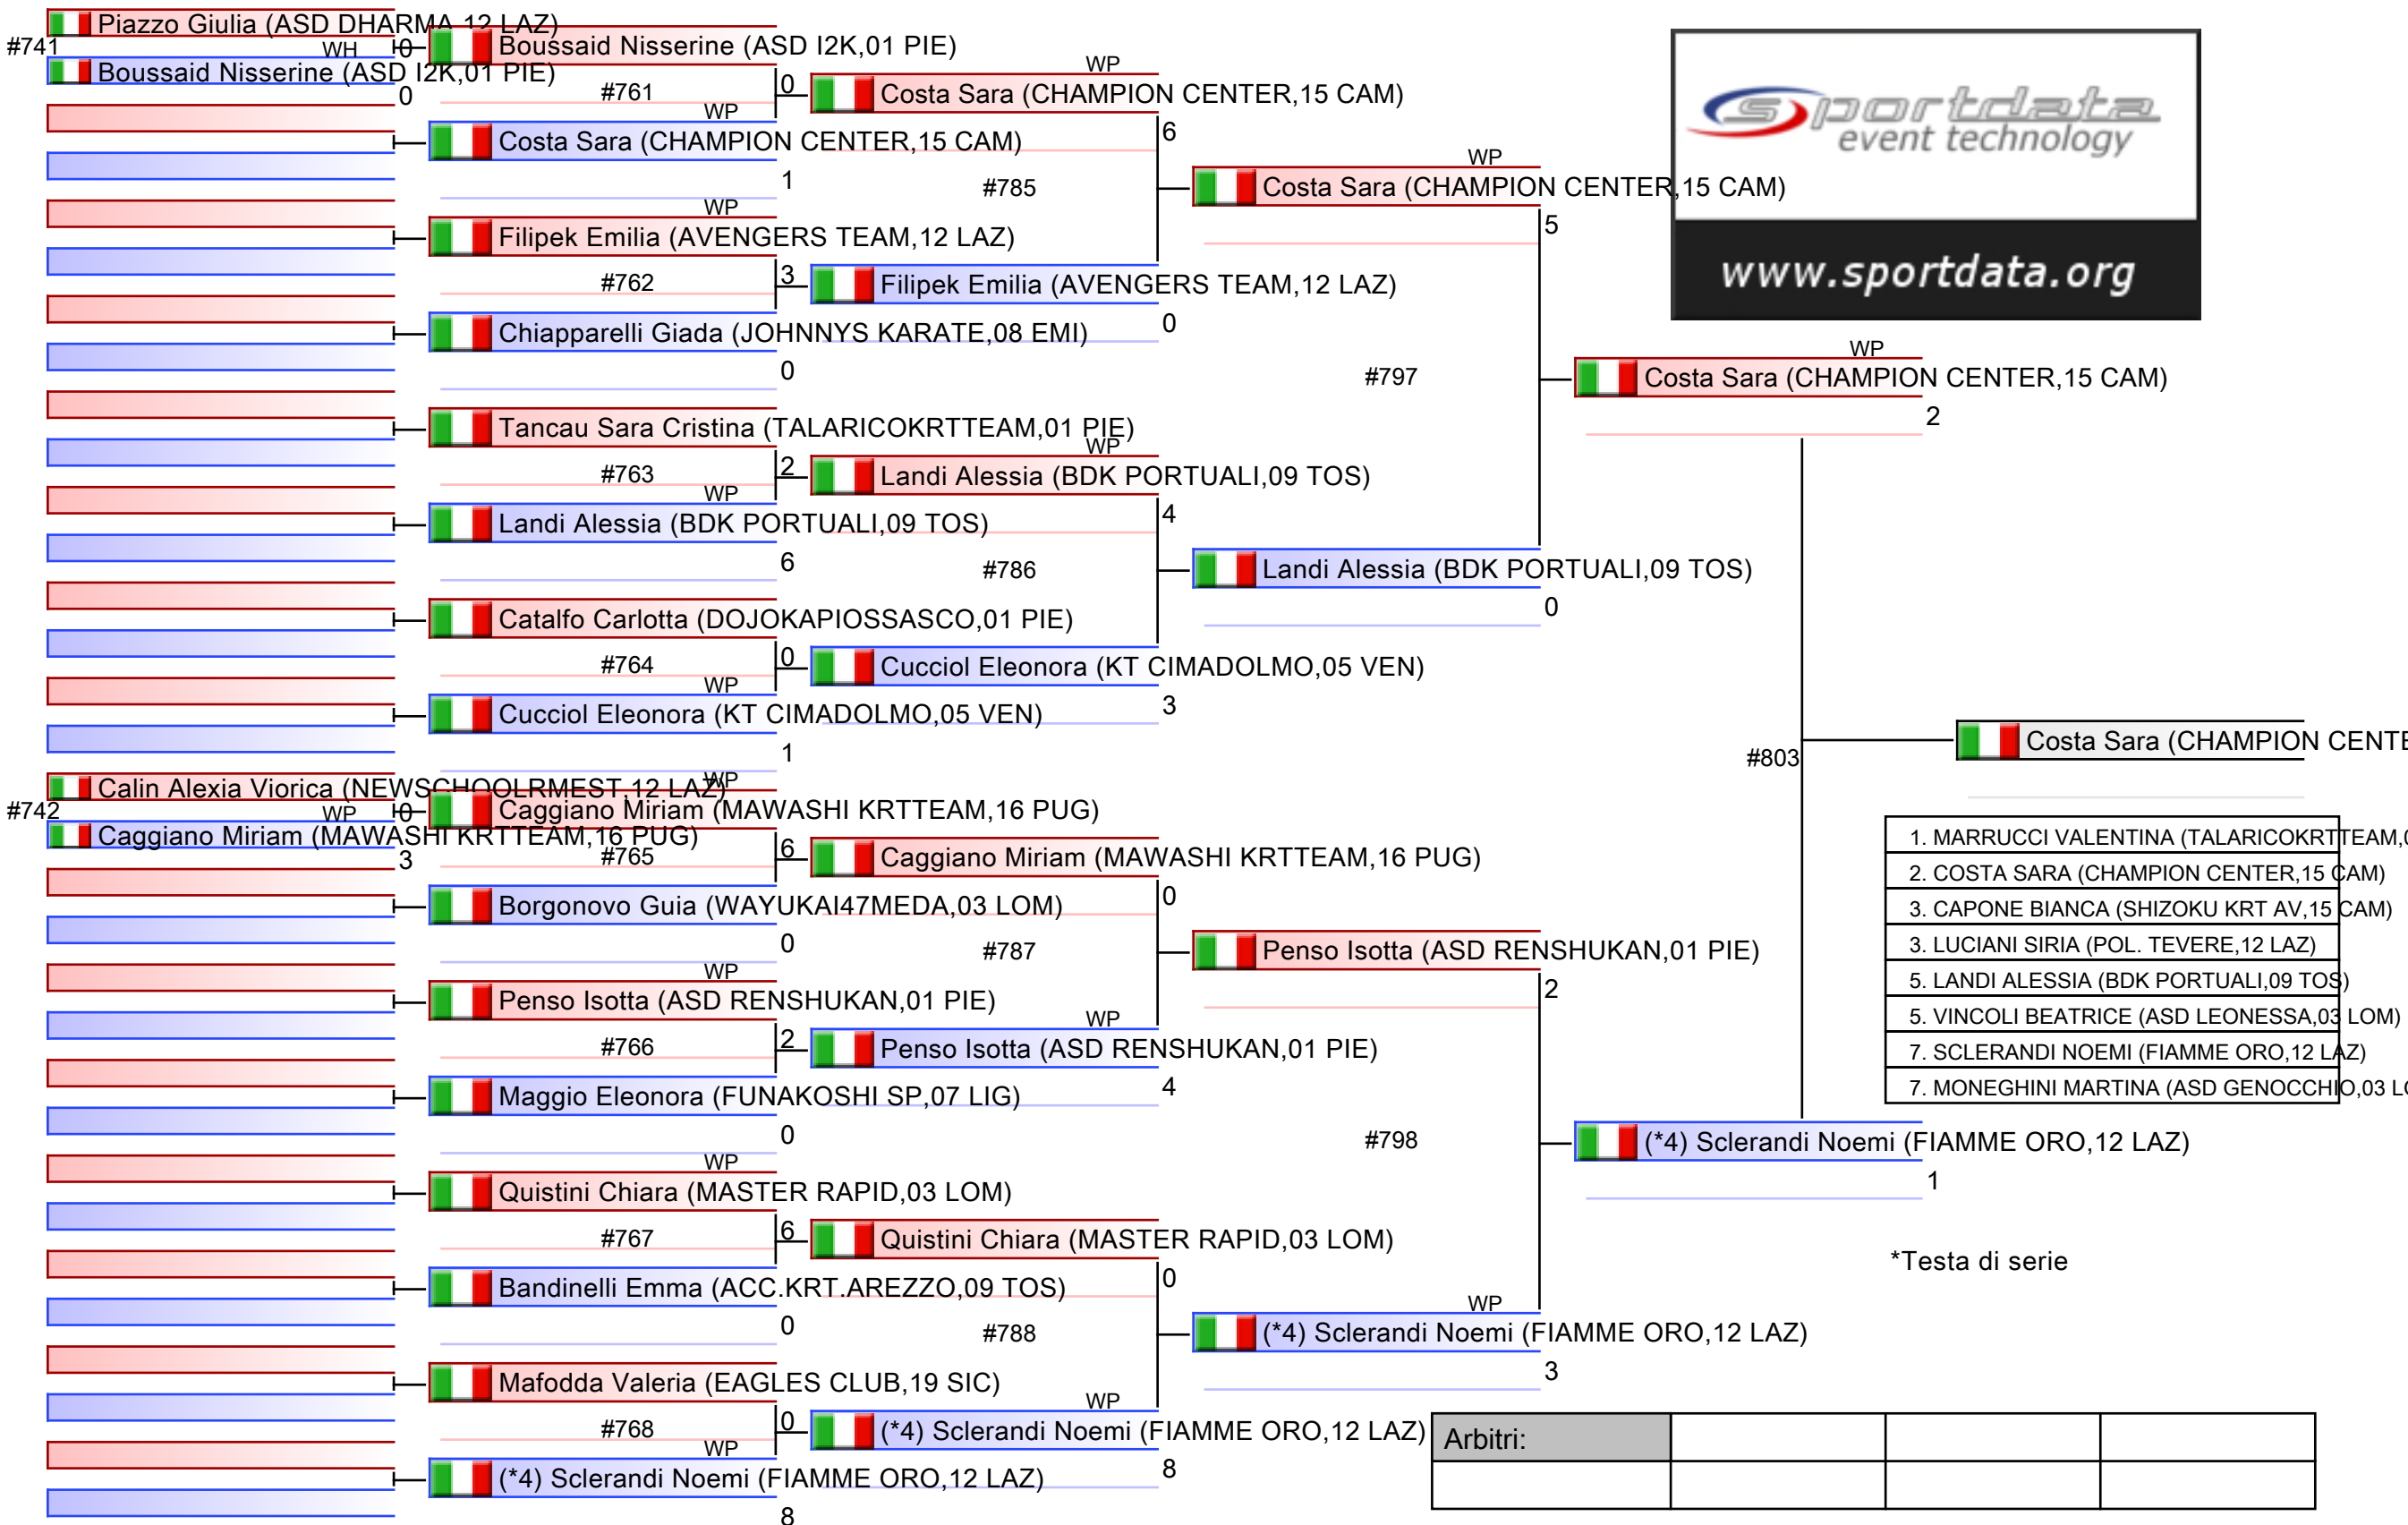 Piazzo Giulia (ASD DHARMA,12 LAZ)
#741
WH
0
Boussaid Nisserine (ASD I2K,01 PIE)
0
Boussaid Nisserine (ASD I2K,01 PIE)
#761
0
WP
Costa Sara (CHAMPION CENTER,15 CAM)
1
WP
Filipek Emilia (AVENGERS TEAM,12 LAZ)
#762
3
Chiapparelli Giada (JOHNNYS KARATE,08 EMI)
0
Tancau Sara Cristina (TALARICOKRTTEAM,01 PIE)
#763
2
WP
Landi Alessia (BDK PORTUALI,09 TOS)
6
Catalfo Carlotta (DOJOKAPIOSSASCO,01 PIE)
#764
0
WP
Cucciol Eleonora (KT CIMADOLMO,05 VEN)
1
Calin Alexia Viorica (NEWSCHOOLRMEST,12 LAZ)
#742
WP
0
Caggiano Miriam (MAWASHI KRTTEAM,16 PUG)
3
WP
Caggiano Miriam (MAWASHI KRTTEAM,16 PUG)
#765
6
Borgonovo Guia (WAYUKAI47MEDA,03 LOM)
0
WP
Penso Isotta (ASD RENSHUKAN,01 PIE)
#766
2
Maggio Eleonora (FUNAKOSHI SP,07 LIG)
0
WP
Quistini Chiara (MASTER RAPID,03 LOM)
#767
6
Bandinelli Emma (ACC.KRT.AREZZO,09 TOS)
0
Mafodda Valeria (EAGLES CLUB,19 SIC)
#768
0
WP
(*4) Sclerandi Noemi (FIAMME ORO,12 LAZ)
8
WP
Costa Sara (CHAMPION CENTER,15 CAM)
6
#785
Filipek Emilia (AVENGERS TEAM,12 LAZ)
0
WP
Landi Alessia (BDK PORTUALI,09 TOS)
4
#786
Cucciol Eleonora (KT CIMADOLMO,05 VEN)
3
Caggiano Miriam (MAWASHI KRTTEAM,16 PUG)
0
#787
WP
Penso Isotta (ASD RENSHUKAN,01 PIE)
4
Quistini Chiara (MASTER RAPID,03 LOM)
0
#788
WP
(*4) Sclerandi Noemi (FIAMME ORO,12 LAZ)
8
WP
Costa Sara (CHAMPION CENTER,15 CAM)
5
#797
Landi Alessia (BDK PORTUALI,09 TOS)
0
Penso Isotta (ASD RENSHUKAN,01 PIE)
2
#798
WP
(*4) Sclerandi Noemi (FIAMME ORO,12 LAZ)
3
sportdata
event technology
www.sportdata.org
WP
Costa Sara (CHAMPION CENTER,15 CAM)
2
#803
(*4) Sclerandi Noemi (FIAMME ORO,12 LAZ)
1
Costa Sara (CHAMPION CENTE
1. MARRUCCI VALENTINA (TALARICOKRTTEAM,0
2. COSTA SARA (CHAMPION CENTER,15 CAM)
3. CAPONE BIANCA (SHIZOKU KRT AV,15 CAM)
3. LUCIANI SIRIA (POL. TEVERE,12 LAZ)
5. LANDI ALESSIA (BDK PORTUALI,09 TOS)
5. VINCOLI BEATRICE (ASD LEONESSA,03 LOM)
7. SCLERANDI NOEMI (FIAMME ORO,12 LAZ)
7. MONEGHINI MARTINA (ASD GENOCCHIO,03 LO
*Testa di serie
Arbitri: